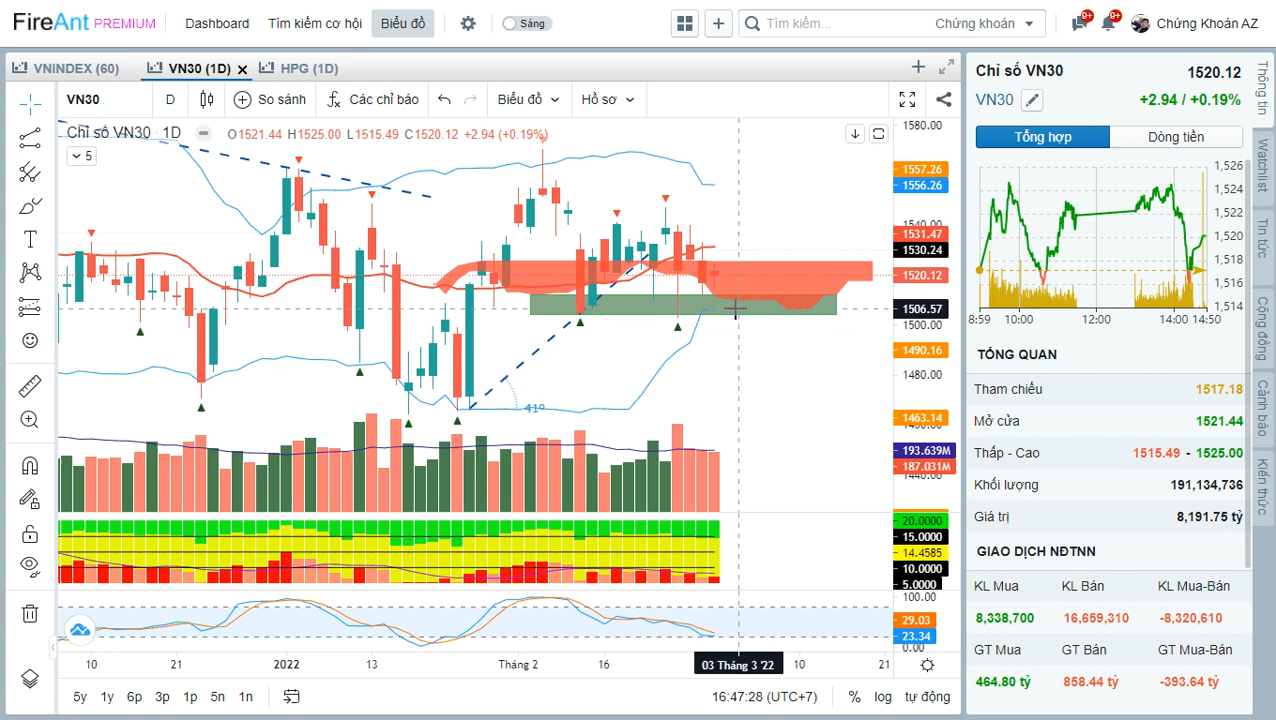 FireAnt PREMIUM Dashboard Tìm kiếm cơ hội Biểu đồ Sáng Tìm kiếm... Chứng khoán 9+ 9+ Chứng Khoán AZ
VNINDEX (60) VN30 (1D) HPG (1D)
VN30 D So sánh Các chỉ báo Biểu đồ Hồ sơ
Chỉ số VN30 · 1D O1521.44 H1525.00 L1515.49 C1520.12 +2.94 (+0.19%)
5
1580.00
1557.26
1556.26
1540.00
1531.47
1530.24
1520.12
1506.57
1500.00
1490.16
1480.00
1463.14
193.639M
187.031M
1440.00
41º
20.0000
15.0000
14.4585
10.0000
5.0000
100.00
29.03
23.34
0.00
10 21 2022 13 Tháng 2 16 03 Tháng 3 '22 10 21
5y 1y 6p 3p 1p 5n 1n 16:47:28 (UTC+7) % log tự động
Chỉ số VN30 1520.12
VN30 +2.94 / +0.19%
Tổng hợp Dòng tiền
1,526
1,524
1,522
1,520
1,518
1,516
1,514
8:59 10:00 12:00 14:00 14:50
TỔNG QUAN
Tham chiếu 1517.18
Mở cửa 1521.44
Thấp - Cao 1515.49 - 1525.00
Khối lượng 191,134,736
Giá trị 8,191.75 tỷ
GIAO DỊCH NĐTNN
KL Mua KL Bán KL Mua-Bán
8,338,700 16,659,310 -8,320,610
GT Mua GT Bán GT Mua-Bán
464.80 tỷ 858.44 tỷ -393.64 tỷ
Thông tin
Watchlist
Tin tức
Cộng đồng
Cảnh báo
Kiến thức